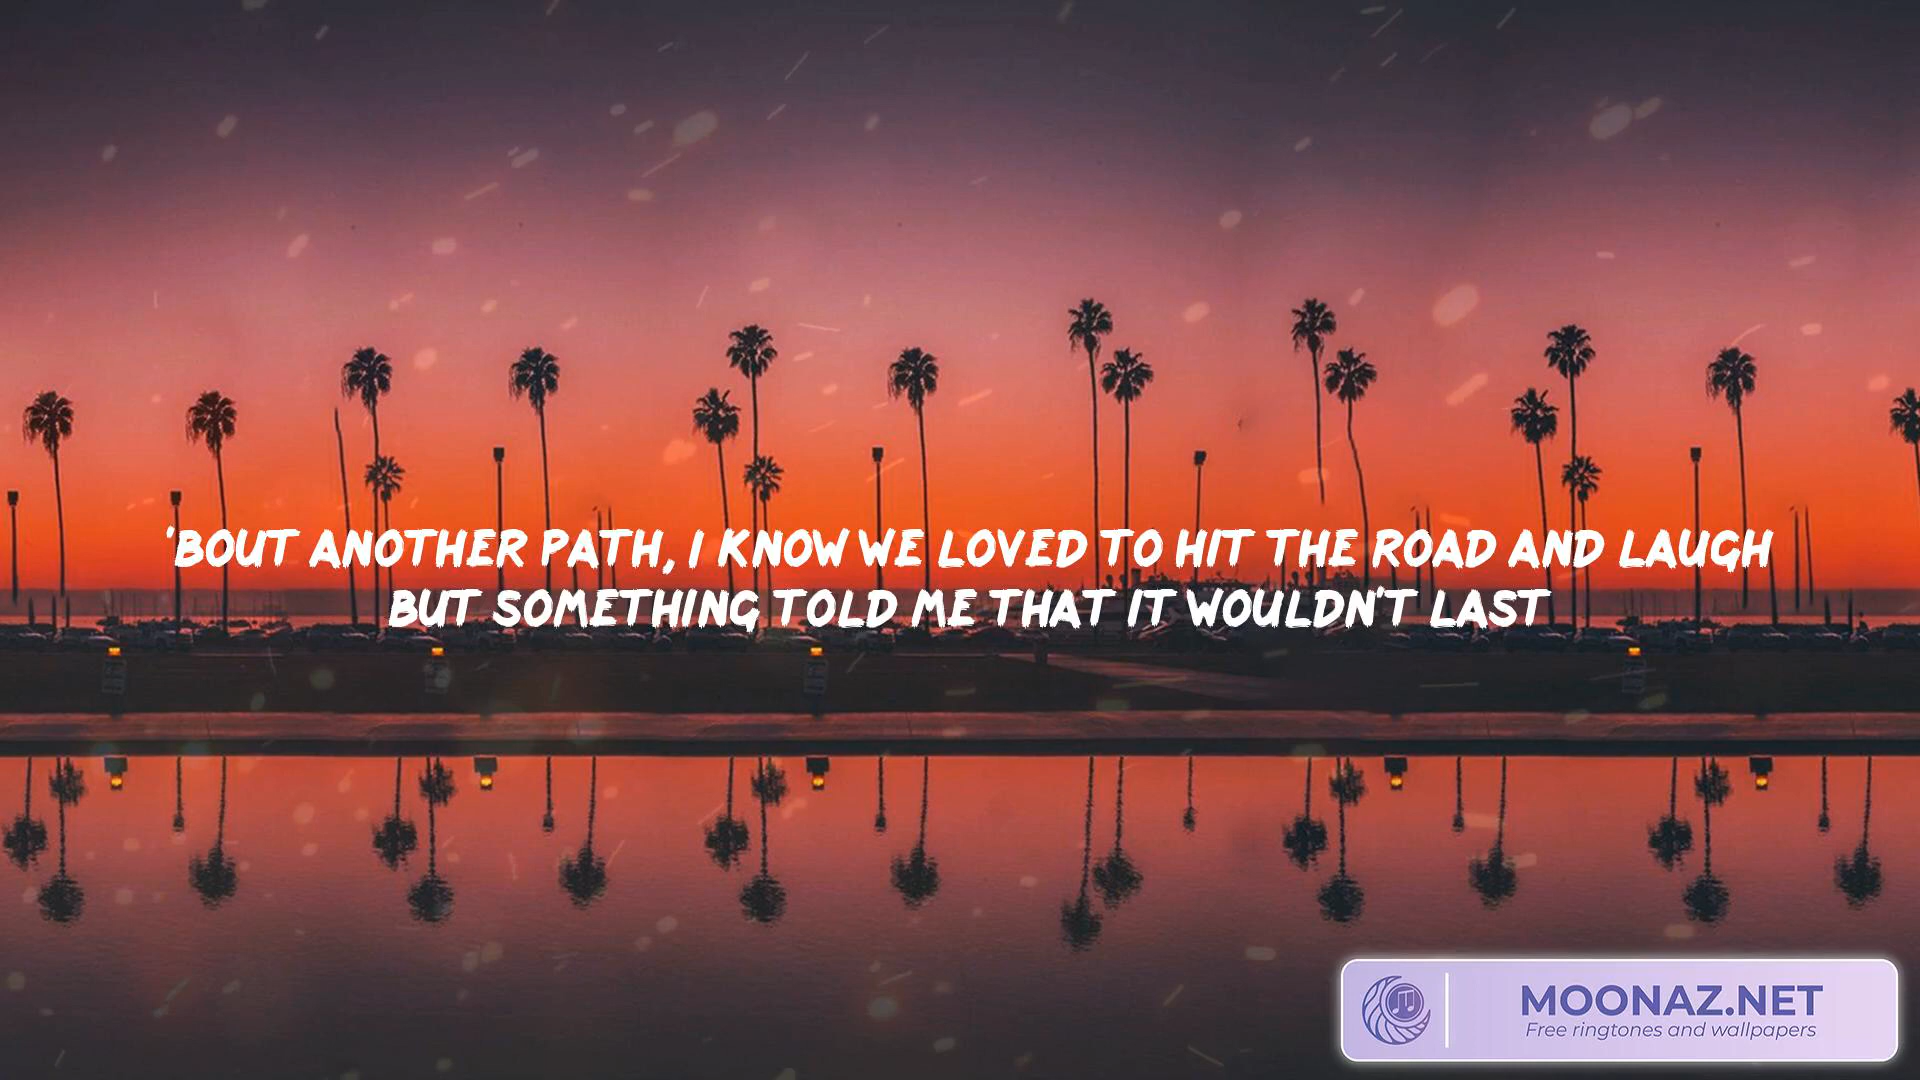 'BOUT ANOTHER PATH, I KNOW WE LOVED TO HIT THE ROAD AND LAUGH
BUT SOMETHING TOLD ME THAT IT WOULDN'T LAST
MOONAZ.NET
Free ringtones and wallpapers